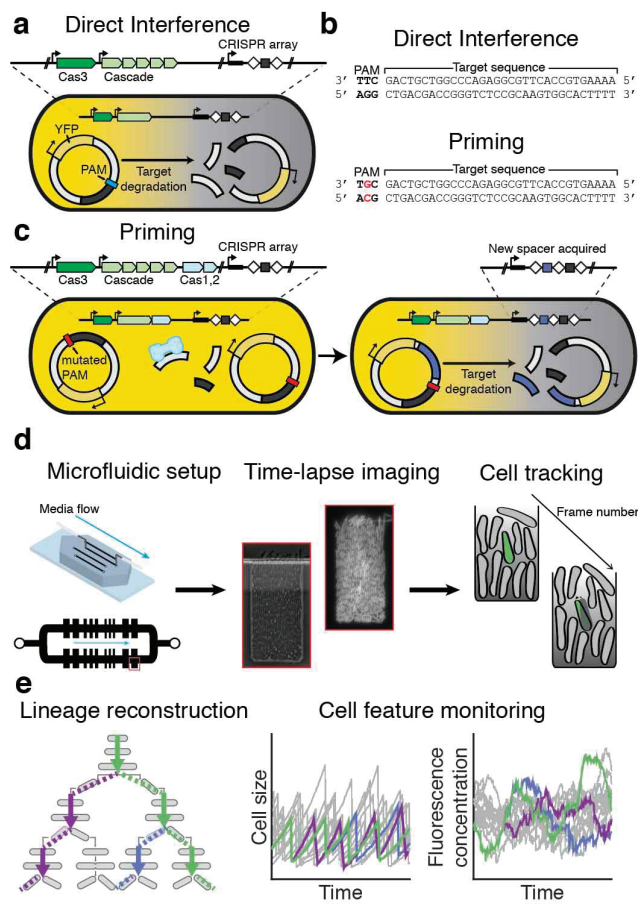 a
Direct Interference
CRISPR array
Cas3
Cascade
YFP
PAM
Target
degradation
b
Direct Interference
PAM
Target sequence
3’ TTC GACTGCTGGCCCAGAGGCGTTCACCGTGAAAA 5’
5’ AGG CTGACGACCGGGTCTCCGCAAGTGGCACTTTT 3’
Priming
PAM
Target sequence
3’ TGC GACTGCTGGCCCAGAGGCGTTCACCGTGAAAA 5’
5’ ACG CTGACGACCGGGTCTCCGCAAGTGGCACTTTT 3’
c
Priming
CRISPR array
Cas3
Cascade
Cas1,2
mutated
PAM
New spacer acquired
Target
degradation
d
Microfluidic setup
Media flow
Time-lapse imaging
Cell tracking
Frame number
e
Lineage reconstruction
Cell feature monitoring
Cell size
Time
Fluorescence
concentration
Time